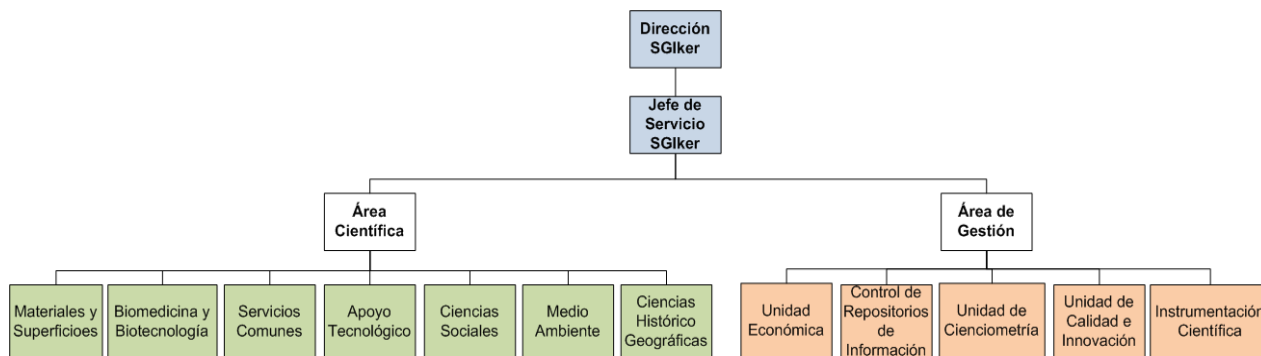 Dirección
SGIker
Jefe de
Servicio
SGIker
Área
Científica
Área de
Gestión
Materiales y
Superficioes
Biomedicina y
Biotecnología
Servicios
Comunes
Apoyo
Tecnológico
Ciencias
Sociales
Medio
Ambiente
Ciencias
Histórico
Geográficas
Unidad
Económica
Control de
Repositorios
de
Información
Unidad de
Cienciometría
Unidad de
Calidad e
Innovación
Instrumentación
Científica